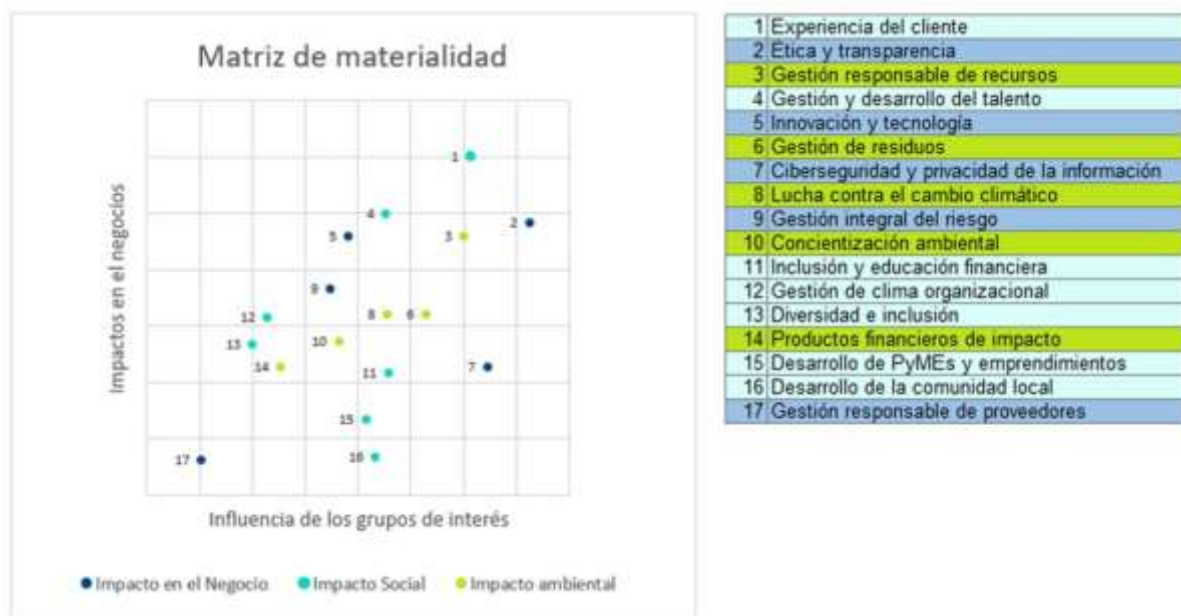 Matriz de materialidad
Impactos en el negocios
1
4
2
5
3
9
12
8
6
13
10
14
11
7
15
17
16
Influencia de los grupos de interés
Impacto en el Negocio
Impacto Social
Impacto ambiental
1 Experiencia del cliente
2 Ética y transparencia
3 Gestión responsable de recursos
4 Gestión y desarrollo del talento
5 Innovación y tecnología
6 Gestión de residuos
7 Ciberseguridad y privacidad de la información
8 Lucha contra el cambio climático
9 Gestión integral del riesgo
10 Concientización ambiental
11 Inclusión y educación financiera
12 Gestión de clima organizacional
13 Diversidad e inclusión
14 Productos financieros de impacto
15 Desarrollo de PyMEs y emprendimientos
16 Desarrollo de la comunidad local
17 Gestión responsable de proveedores